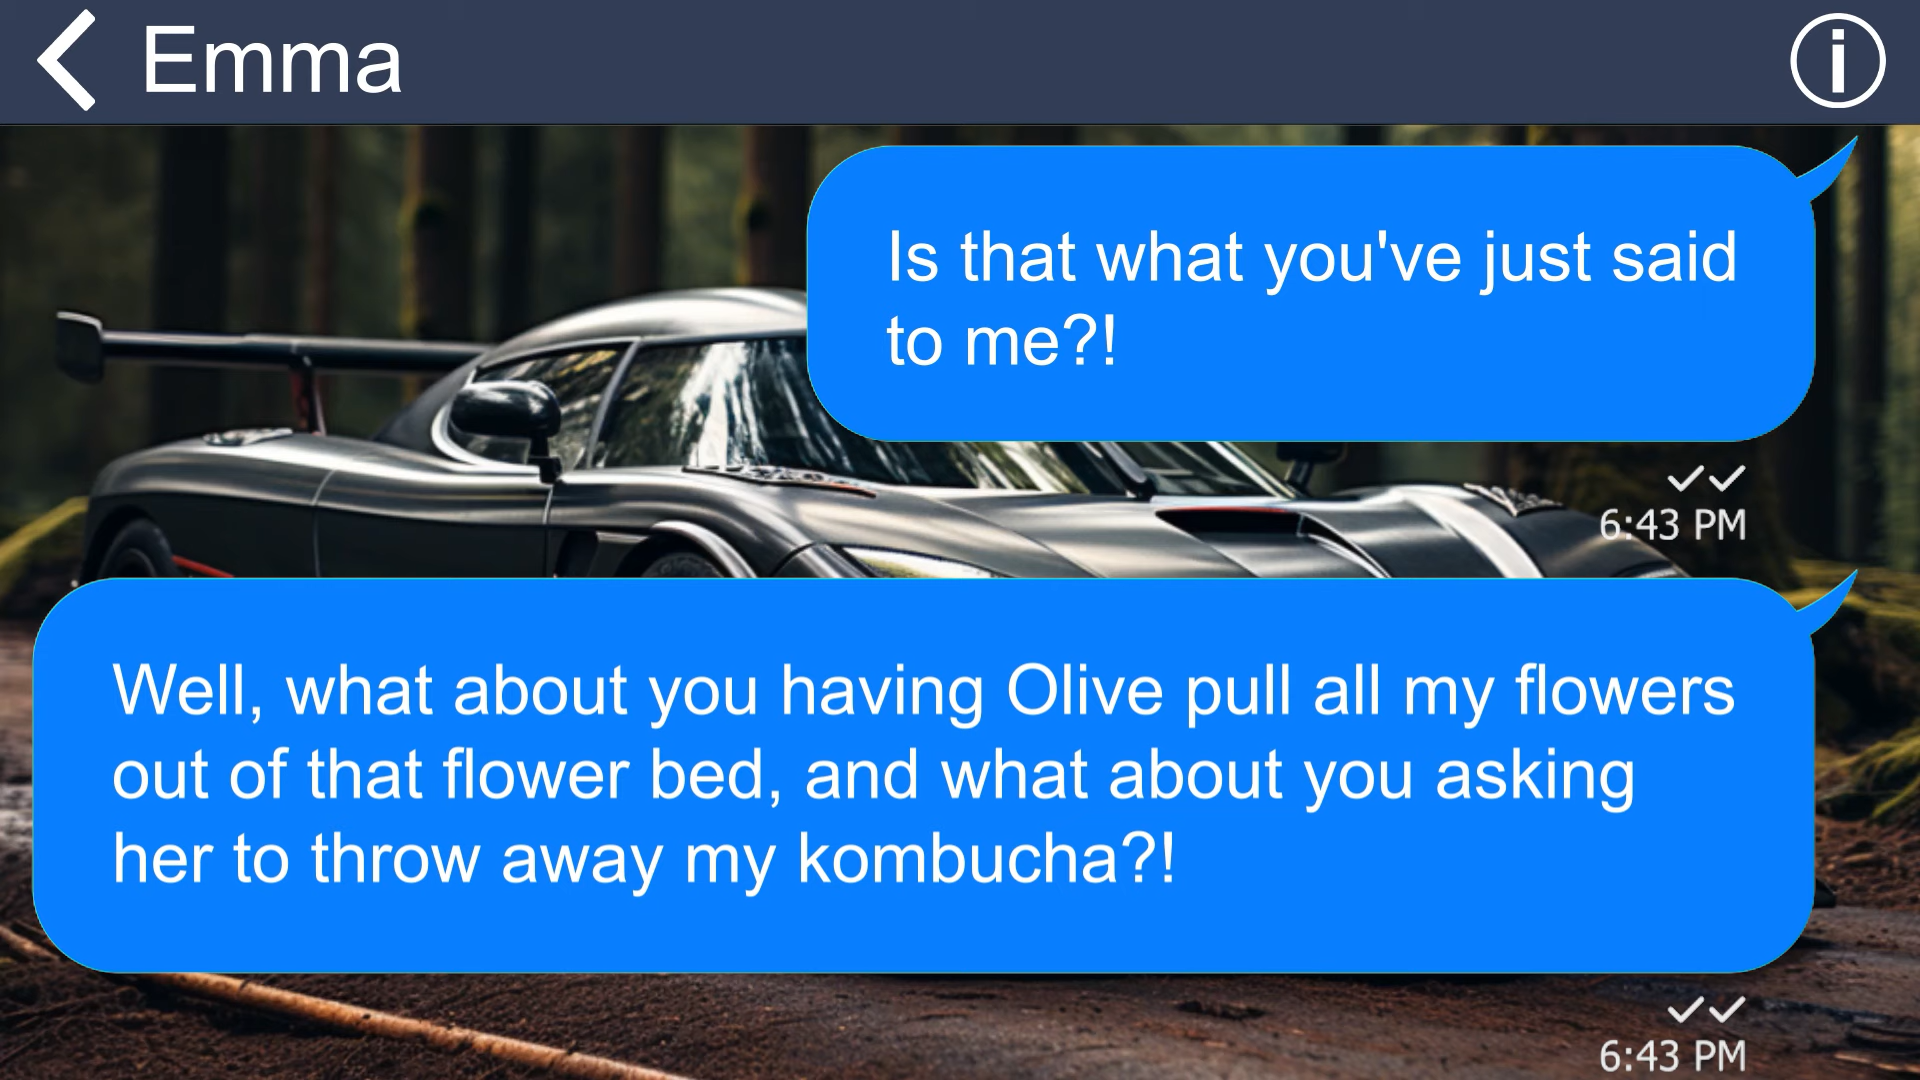 Emma
Is that what you've just said
to me?!
6:43 PM
Well, what about you having Olive pull all my flowers
out of that flower bed, and what about you asking
her to throw away my kombucha?!
6:43 PM